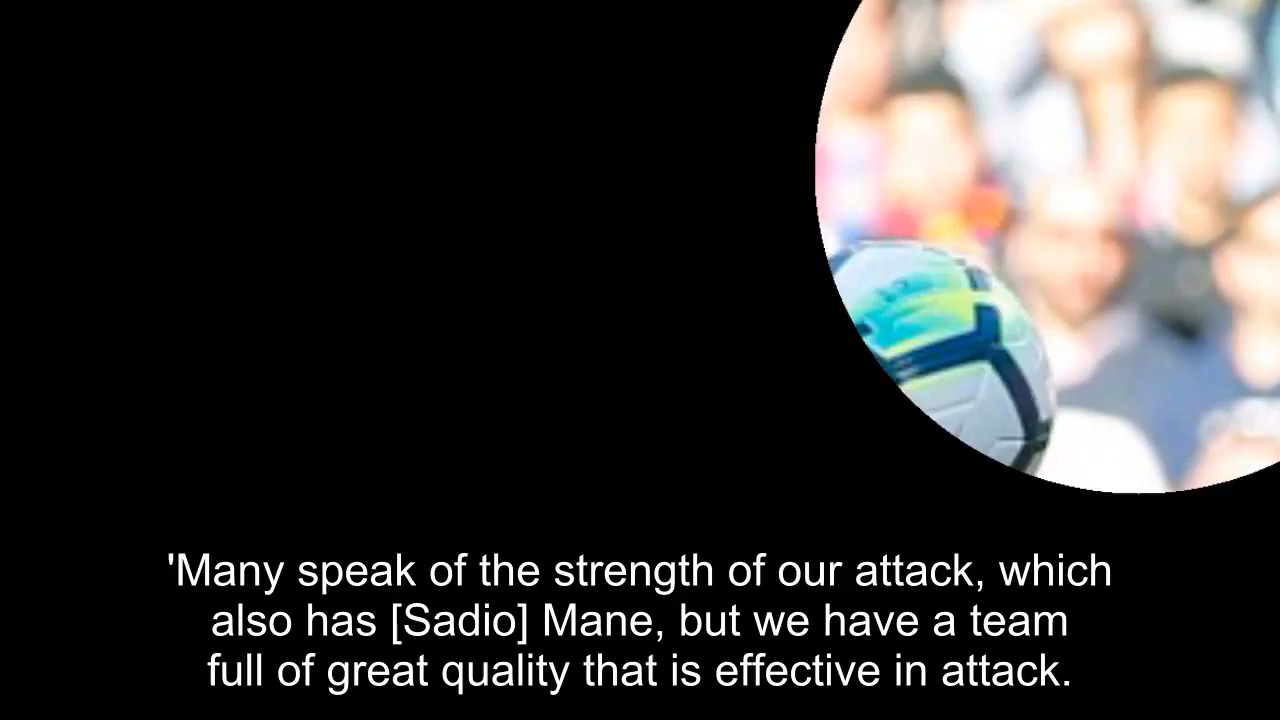 'Many speak of the strength of our attack, which
also has [Sadio] Mane, but we have a team
full of great quality that is effective in attack.